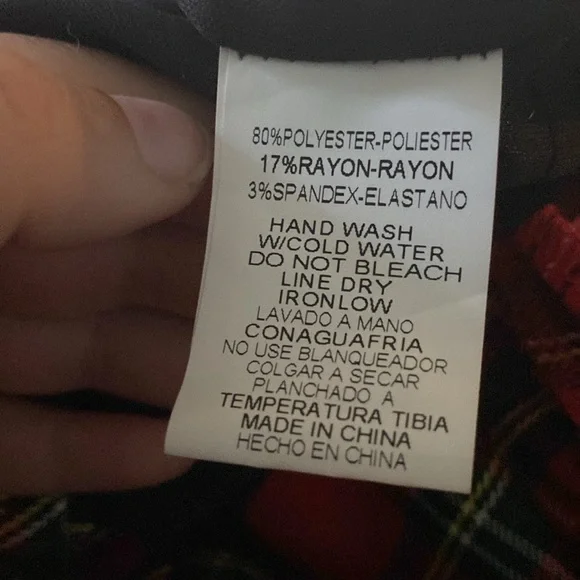 80%POLYESTER-POLIESTER
17%RAYON-RAYON
3%SPANDEX-ELASTANO
HAND WASH
W/COLD WATER
DO NOT BLEACH
LINE DRY
IRONLOW
LAVADO A MANO
CONAGUAFRIA
NO USE BLANQUEADOR
COLGAR A SECAR
PLANCHADO A
TEMPERATURA TIBIA
MADE IN CHINA
HECHO EN CHINA